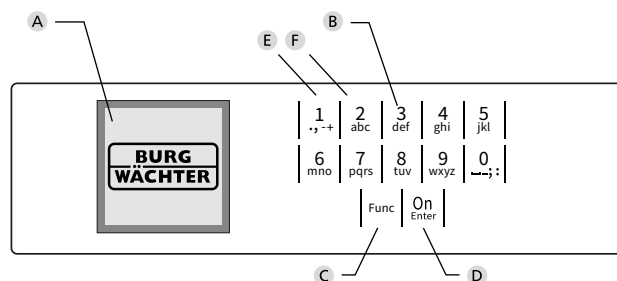 A
B
E F
1 2 3 4 5
.,-+ abc def ghi jkl
BURG
WÄCHTER
6 7 8 9 0
mno pqrs tuv wxyz ⎵–;:
Func On
Enter
C
D